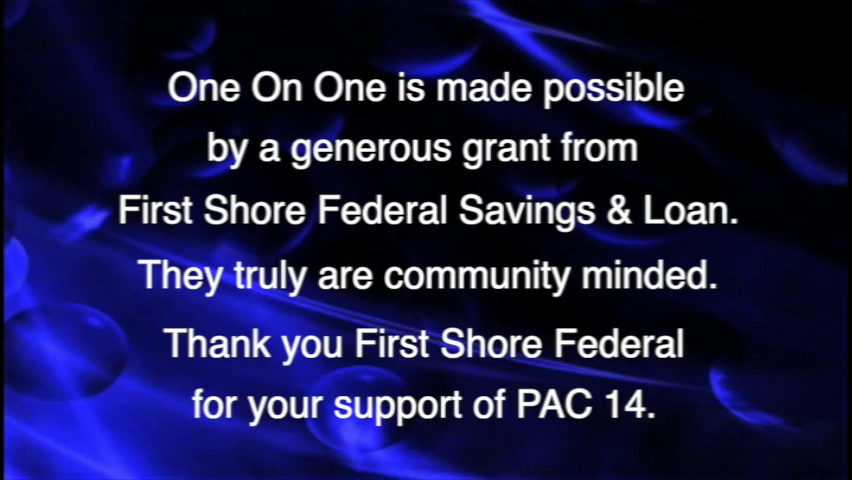 One On One is made possible
by a generous grant from
First Shore Federal Savings & Loan.
They truly are community minded.
Thank you First Shore Federal
for your support of PAC 14.